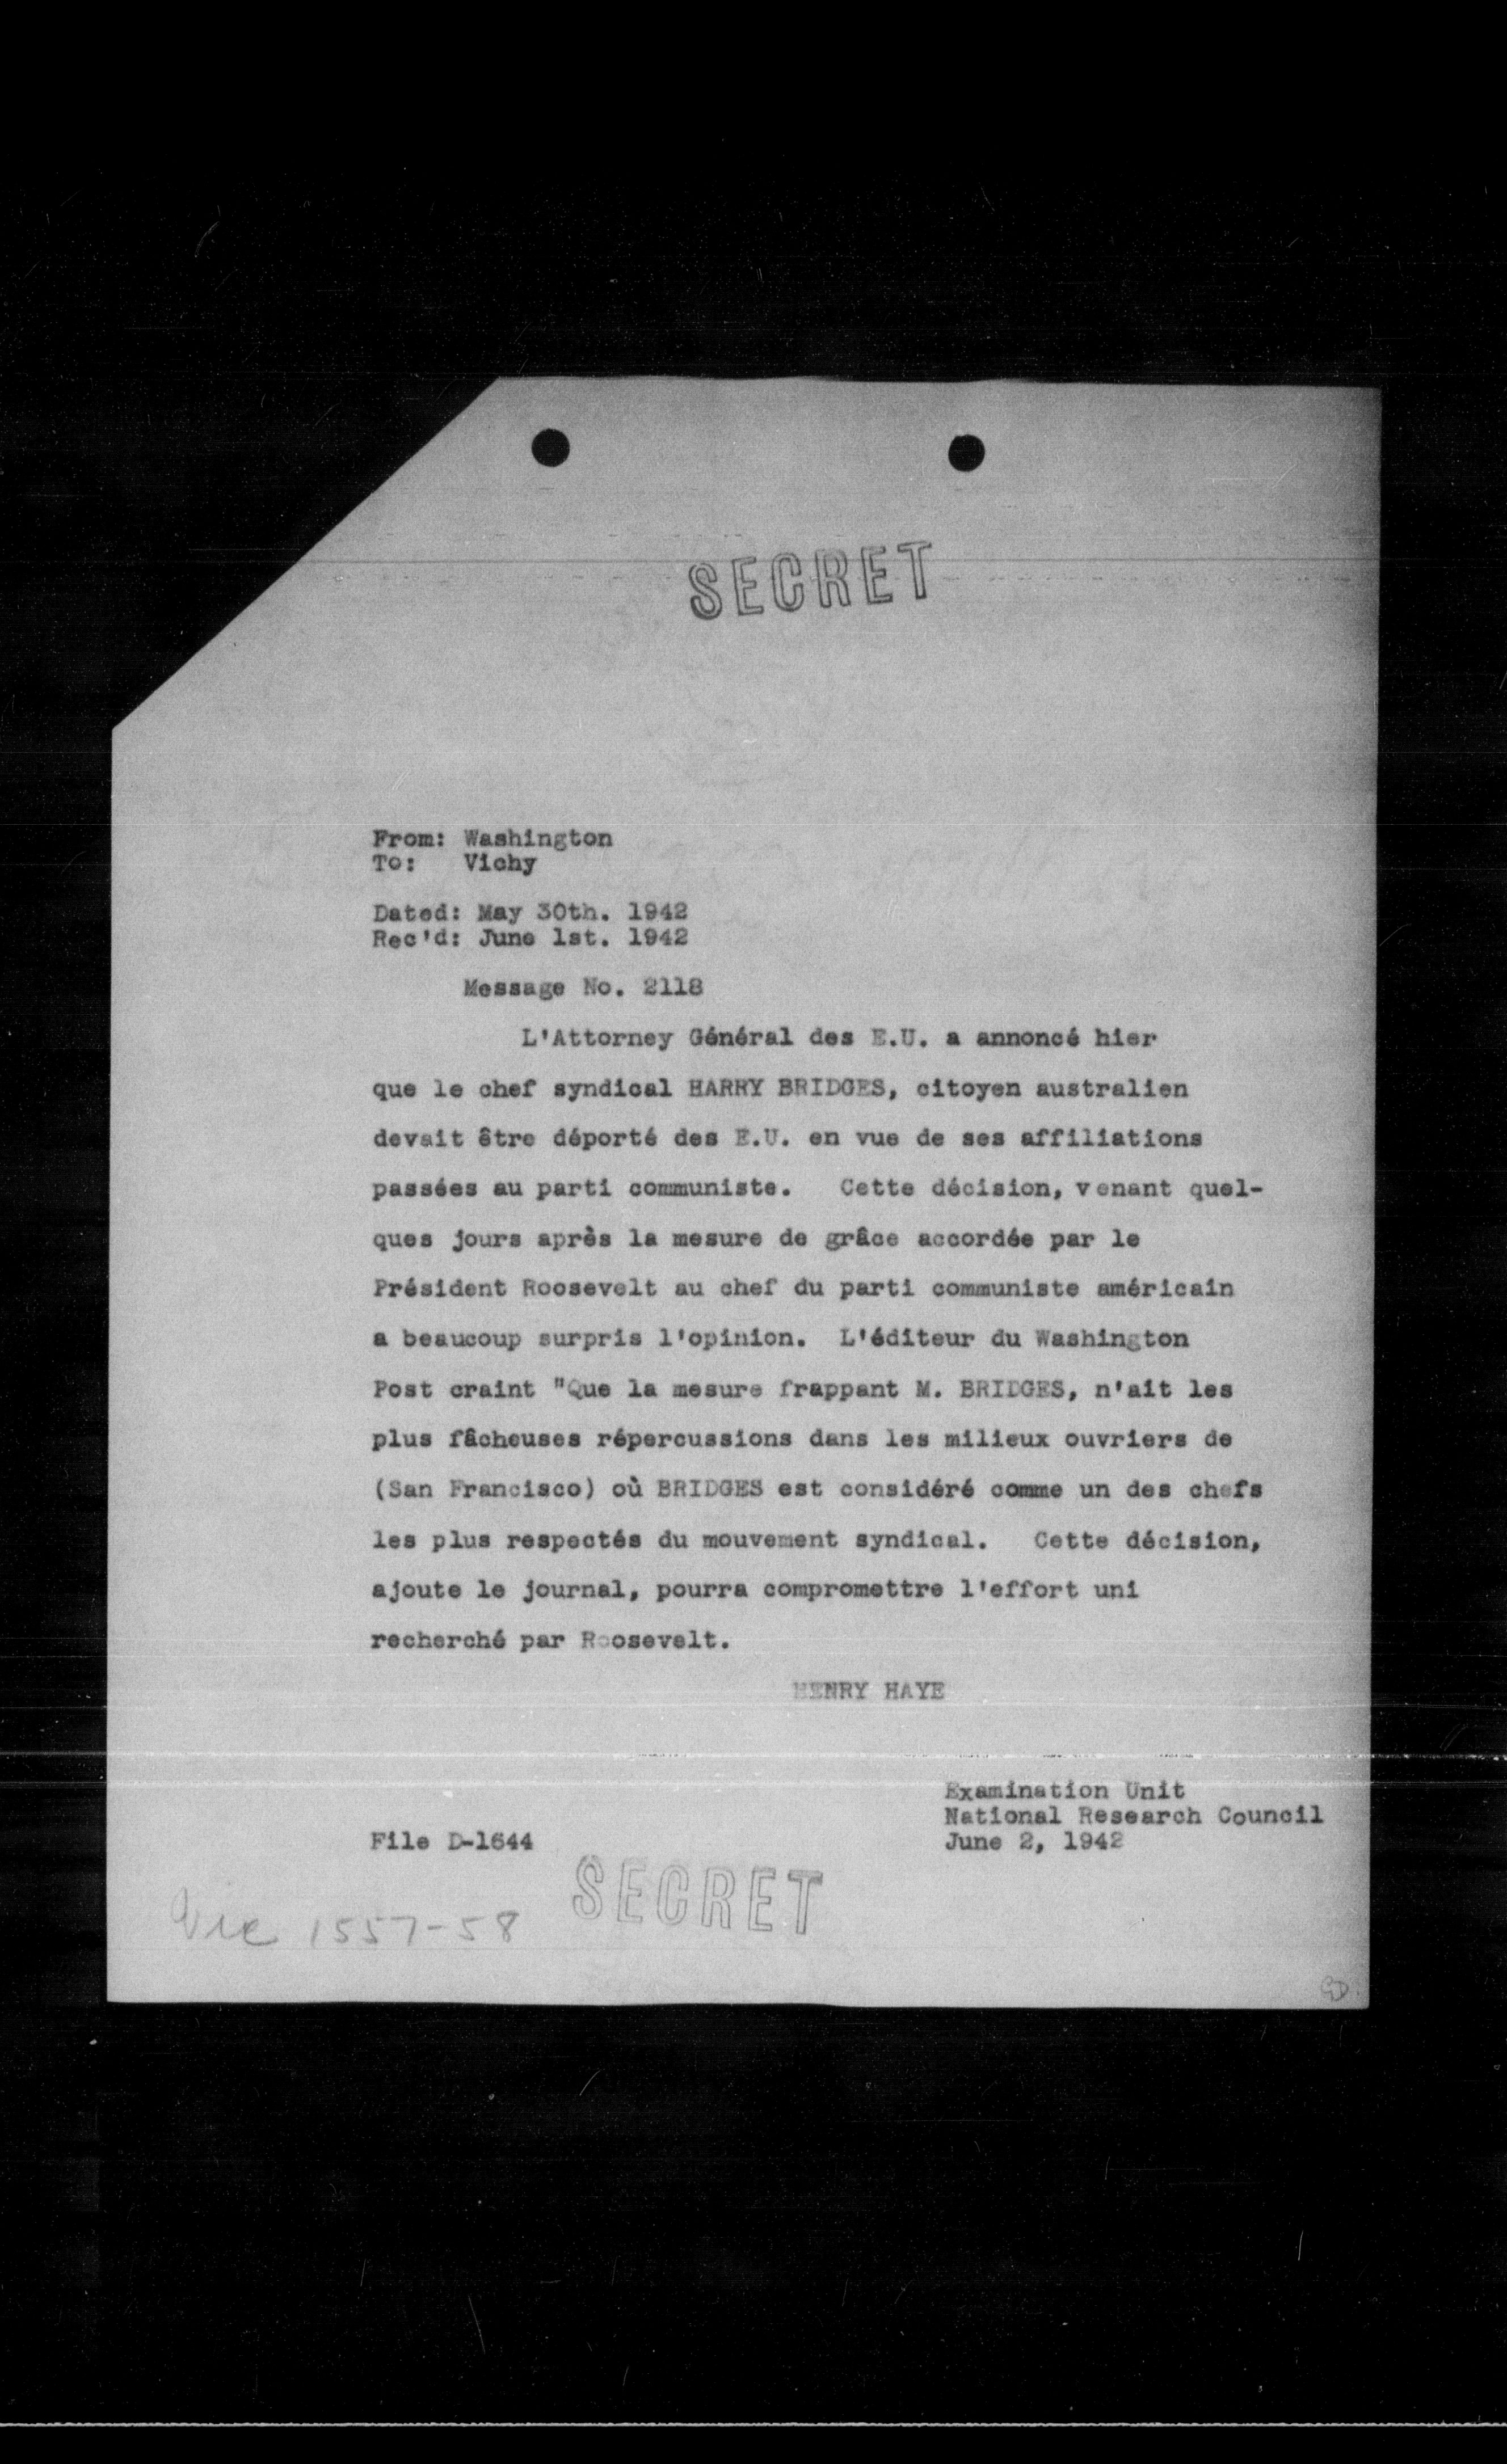 SECRET
From: Washington
To: Vichy
Dated: May 30th. 1942
Rec'd: June 1st. 1942
Message No. 2118
L'Attorney Général des E.U. a annoncé hier
que le chef syndical HARRY BRIDGES, citoyen australien
devait être déporté des E.U. en vue de ses affiliations
passées au parti communiste. Cette décision, venant quel-
ques jours après la mesure de grâce accordée par le
Président Roosevelt au chef du parti communiste américain
a beaucoup surpris l'opinion. L'éditeur du Washington
Post craint "Que la mesure frappant M. BRIDGES, n'ait les
plus fâcheuses répercussions dans les milieux ouvriers de
(San Francisco) où BRIDGES est considéré comme un des chefs
les plus respectés du mouvement syndical. Cette décision,
ajoute le journal, pourra compromettre l'effort uni
recherché par Roosevelt.
HENRY HAYE
Examination Unit
National Research Council
File D-1644 June 2, 1942
SECRET
Vic 1557-58
GD.